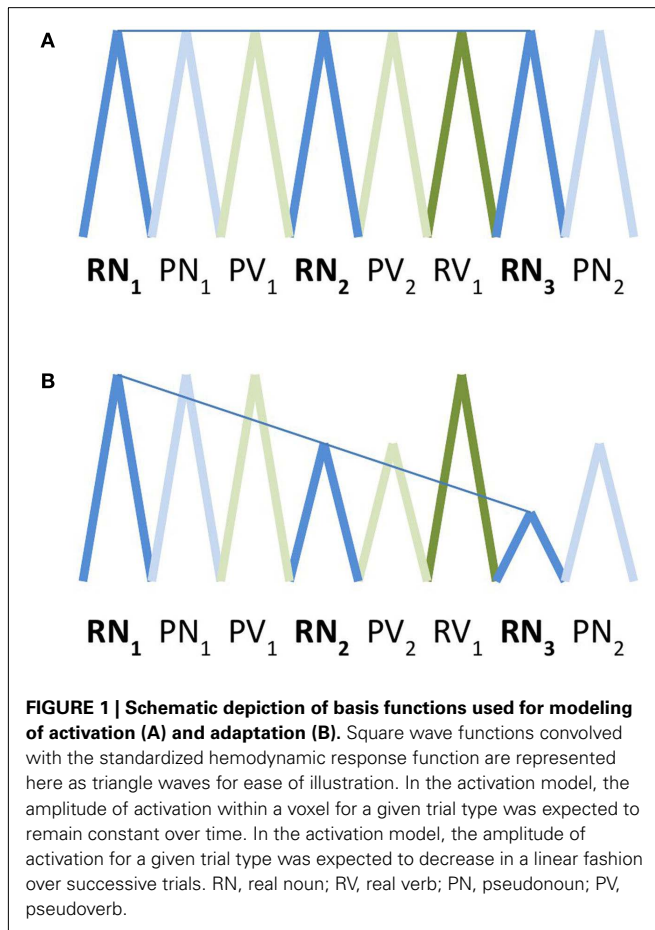 A
RN1 PN1 PV1 RN2 PV2 RV1 RN3 PN2
B
RN1 PN1 PV1 RN2 PV2 RV1 RN3 PN2
FIGURE 1 | Schematic depiction of basis functions used for modeling
of activation (A) and adaptation (B). Square wave functions convolved
with the standardized hemodynamic response function are represented
here as triangle waves for ease of illustration. In the activation model, the
amplitude of activation within a voxel for a given trial type was expected to
remain constant over time. In the activation model, the amplitude of
activation for a given trial type was expected to decrease in a linear fashion
over successive trials. RN, real noun; RV, real verb; PN, pseudonoun; PV,
pseudoverb.